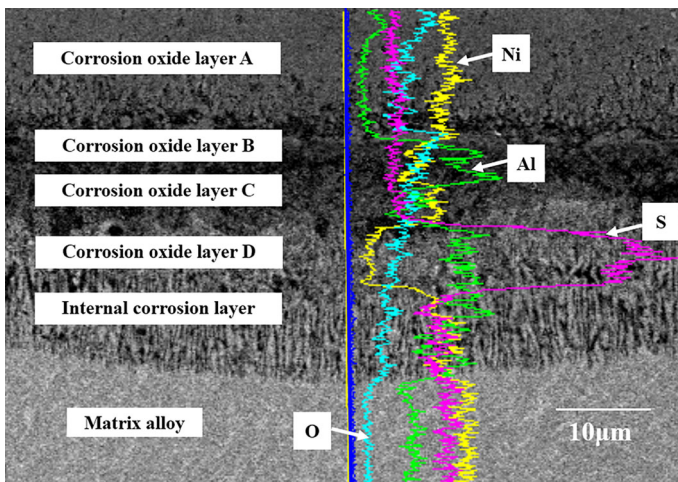 Corrosion oxide layer A
Ni
Corrosion oxide layer B
Al
Corrosion oxide layer C
S
Corrosion oxide layer D
Internal corrosion layer
Matrix alloy
O
10μm